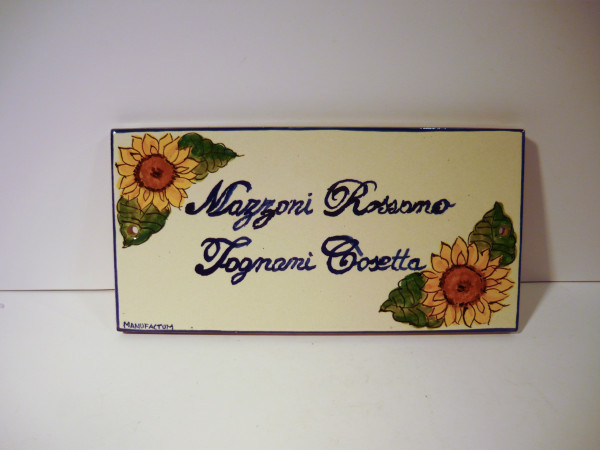 Mazzoni Rossano
Tognani Cosetta
MANUFACTUM